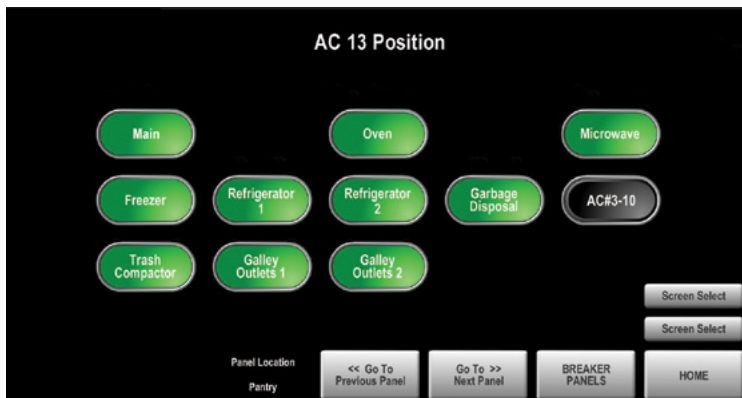 AC 13 Position
Main
Oven
Microwave
Freezer
Refrigerator
1
Refrigerator
2
Garbage
Disposal
AC#3-10
Trash
Compactor
Galley
Outlets 1
Galley
Outlets 2
Screen Select
Screen Select
Panel Location
Pantry
<< Go To
Previous Panel
Go To >>
Next Panel
BREAKER
PANELS
HOME